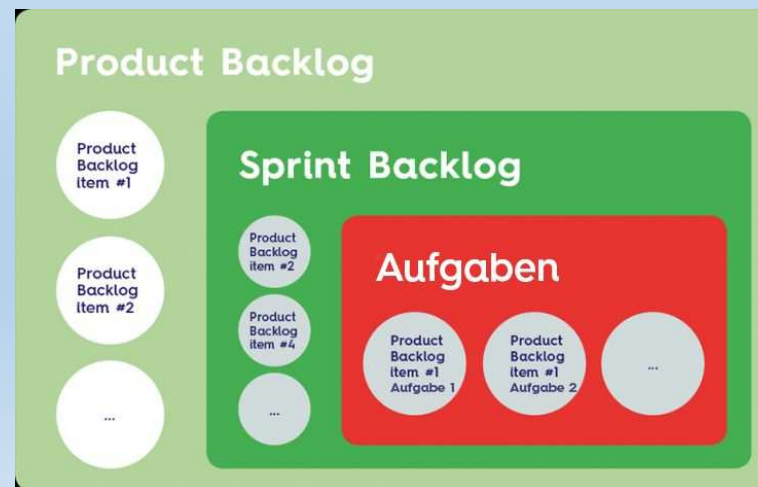 Product Backlog
Product
Backlog
item #1
Product
Backlog
Item #2
...
Sprint Backlog
Product
Backlog
item #2
Product
Backlog
item #4
...
Aufgaben
Product
Backlog
item #1
Aufgabe 1
Product
Backlog
item #1
Aufgabe 2
...